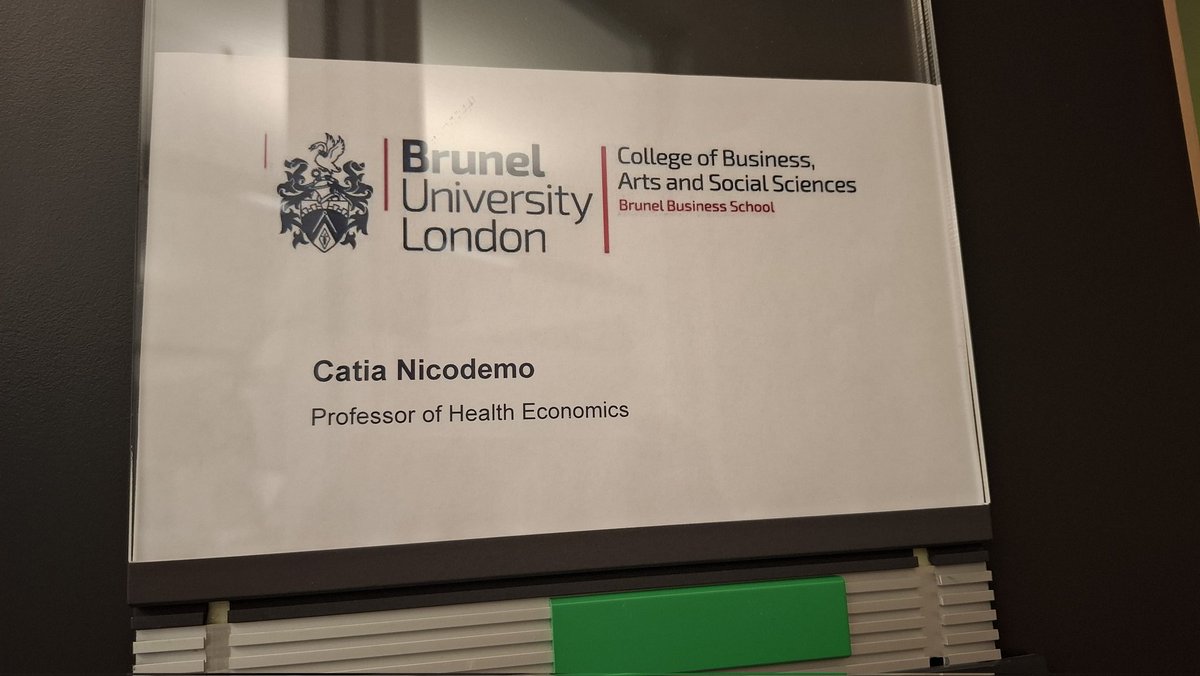 Brunel
University
London
College of Business,
Arts and Social Sciences
Brunel Business School
Catia Nicodemo
Professor of Health Economics